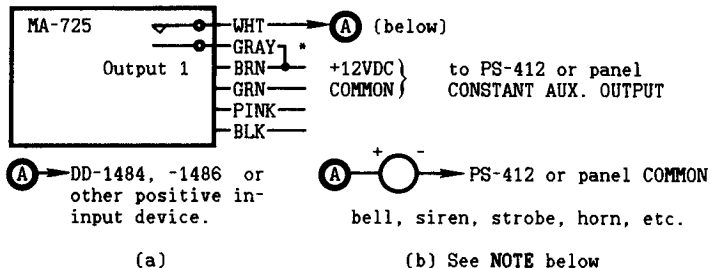 MA-725
WHT
A (below)
GRAY *
Output 1
BRN +12VDC to PS-412 or panel
GRN COMMON CONSTANT AUX. OUTPUT
PINK
BLK
A DD-1484, -1486 or
other positive in-
input device.
A + - PS-412 or panel COMMON
bell, siren, strobe, horn, etc.
(a)
(b) See NOTE below